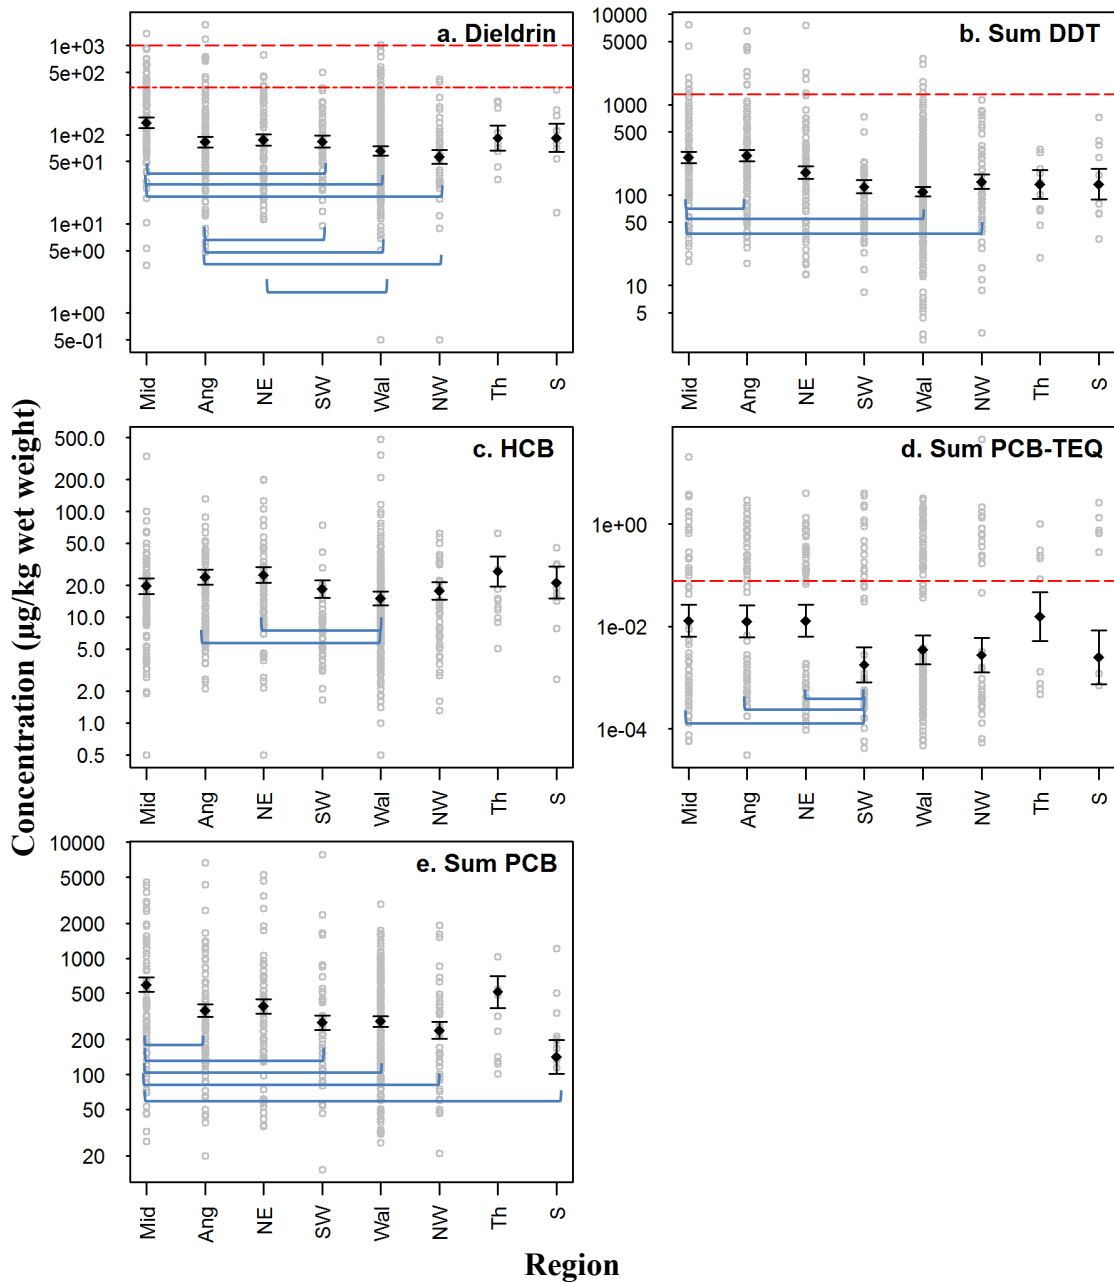 a. Dieldrin
1e+03
5e+02
1e+02
5e+01
1e+01
5e+00
1e+00
5e-01
Mid
Ang
NE
SW
Wal
NW
Th
S
b. Sum DDT
10000
5000
1000
500
100
50
10
5
Mid
Ang
NE
SW
Wal
NW
Th
S
Concentration (µg/kg wet weight)
c. HCB
500.0
200.0
100.0
50.0
20.0
10.0
5.0
2.0
1.0
0.5
Mid
Ang
NE
SW
Wal
NW
Th
S
d. Sum PCB-TEQ
1e+00
1e-02
1e-04
Mid
Ang
NE
SW
Wal
NW
Th
S
e. Sum PCB
10000
5000
2000
1000
500
200
100
50
20
Mid
Ang
NE
SW
Wal
NW
Th
S
Region